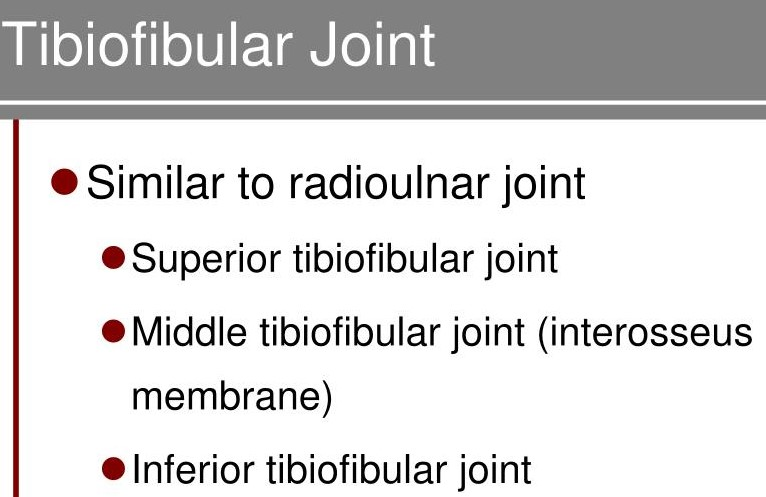 Tibiofibular Joint
Similar to radioulnar joint
Superior tibiofibular joint
Middle tibiofibular joint (interosseus
membrane)
Inferior tibiofibular joint